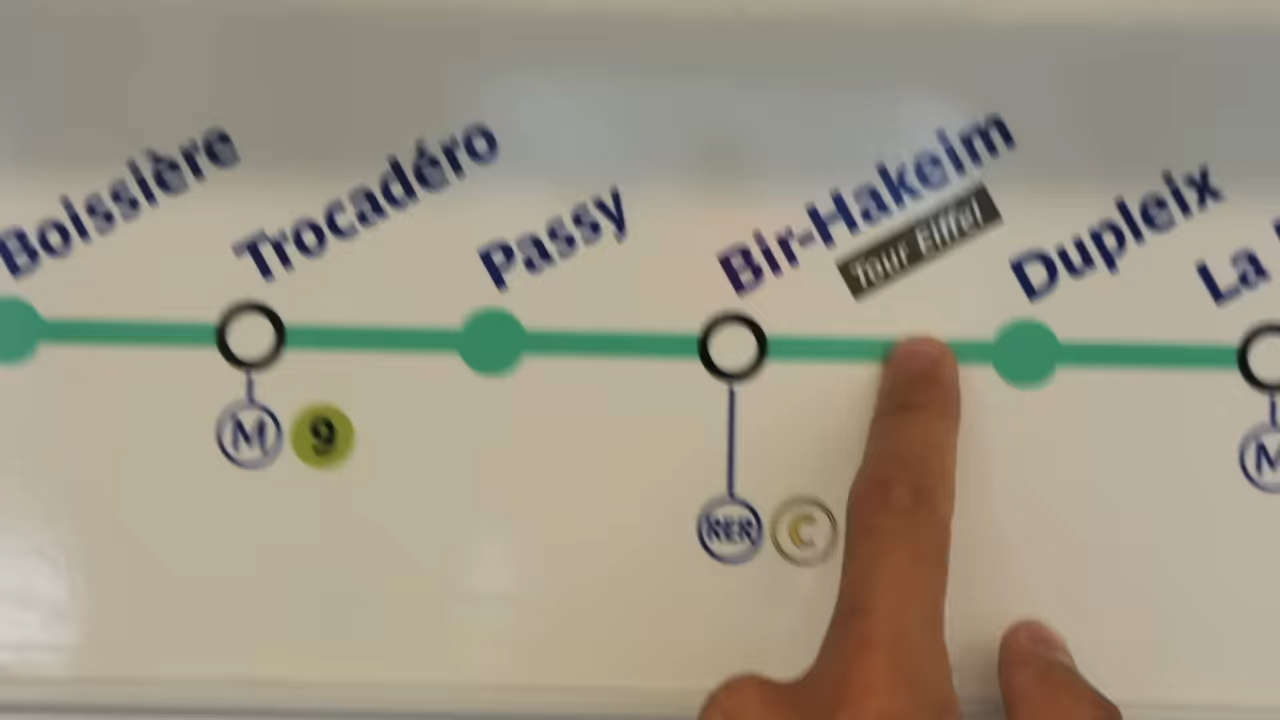 Boissière
Trocadéro
Passy
Bir-Hakeim
Tour Eiffel
Dupleix
La
M 9
RER C
M